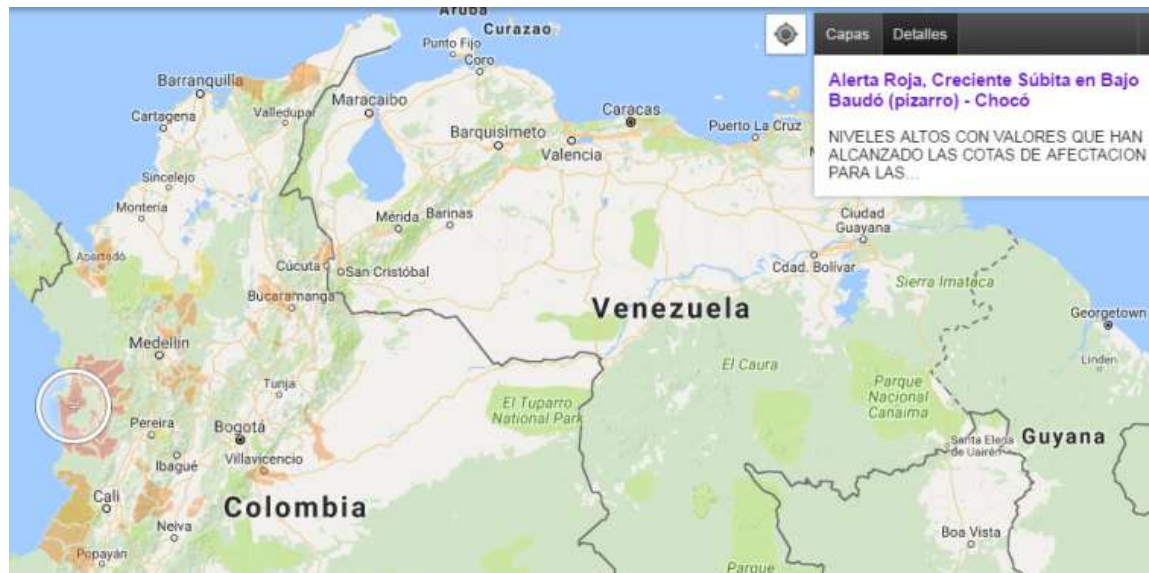 Aruba
Curazao
Punto Fijo
Coro
Barranquilla
Maracaibo
Caracas
Cartagena
Valledupar
Barquisimeto
Puerto La Cruz
Valencia
Sincelejo
Montería
Mérida
Barinas
Ciudad
Guayana
Apartadó
Cúcuta
San Cristóbal
Cdad. Bolívar
Sierra Imataca
Bucaramanga
Venezuela
Georgetown
Medellín
El Caura
Linden
Tunja
El Tuparro
National Park
Parque
Nacional
Canaima
Pereira
Bogotá
Guyana
Santa Elena
de Uairén
Ibagué
Villavicencio
Cali
Colombia
Neiva
Boa Vista
Popayán
Parque
Capas
Detalles
Alerta Roja, Creciente Súbita en Bajo
Baudó (pizarro) - Chocó
NIVELES ALTOS CON VALORES QUE HAN
ALCANZADO LAS COTAS DE AFECTACION
PARA LAS...